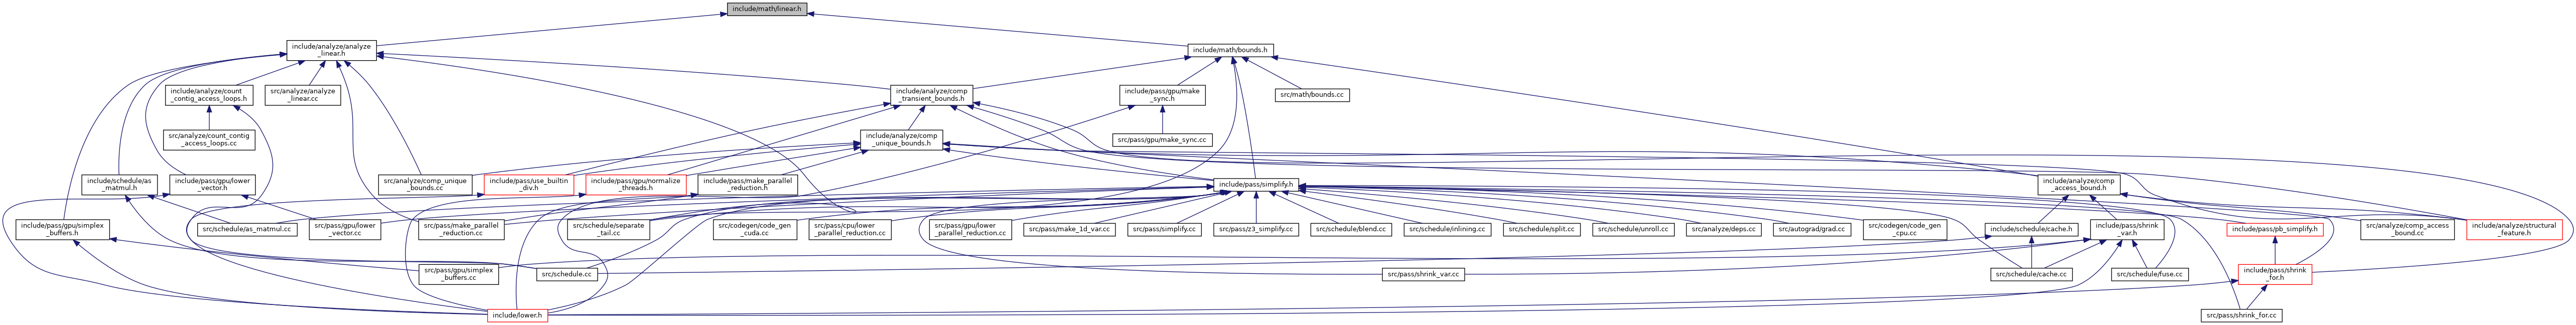 include/math/linear.h
include/analyze/analyze
_linear.h
include/math/bounds.h
include/analyze/count
_contig_access_loops.h
src/analyze/analyze
_linear.cc
include/analyze/comp
_transient_bounds.h
include/pass/gpu/make
_sync.h
src/math/bounds.cc
src/analyze/count_contig
_access_loops.cc
include/analyze/comp
_unique_bounds.h
src/pass/gpu/make_sync.cc
include/schedule/as
_matmul.h
include/pass/gpu/lower
_vector.h
src/analyze/comp_unique
_bounds.cc
include/pass/use_builtin
_div.h
include/pass/gpu/normalize
_threads.h
include/pass/make_parallel
_reduction.h
include/pass/simplify.h
include/analyze/comp
_access_bound.h
include/pass/gpu/simplex
_buffers.h
src/schedule/as_matmul.cc
src/pass/gpu/lower
_vector.cc
src/pass/make_parallel
_reduction.cc
src/schedule/separate
_tail.cc
src/codegen/code_gen
_cuda.cc
src/pass/cpu/lower
_parallel_reduction.cc
src/pass/gpu/lower
_parallel_reduction.cc
src/pass/make_1d_var.cc
src/pass/simplify.cc
src/pass/z3_simplify.cc
src/schedule/blend.cc
src/schedule/inlining.cc
src/schedule/split.cc
src/schedule/unroll.cc
src/analyze/deps.cc
src/autograd/grad.cc
src/codegen/code_gen
_cpu.cc
include/schedule/cache.h
include/pass/shrink
_var.h
include/pass/pb_simplify.h
src/analyze/comp_access
_bound.cc
include/analyze/structural
_feature.h
src/pass/gpu/simplex
_buffers.cc
src/schedule.cc
src/pass/shrink_var.cc
src/schedule/cache.cc
src/schedule/fuse.cc
include/pass/shrink
_for.h
include/lower.h
src/pass/shrink_for.cc